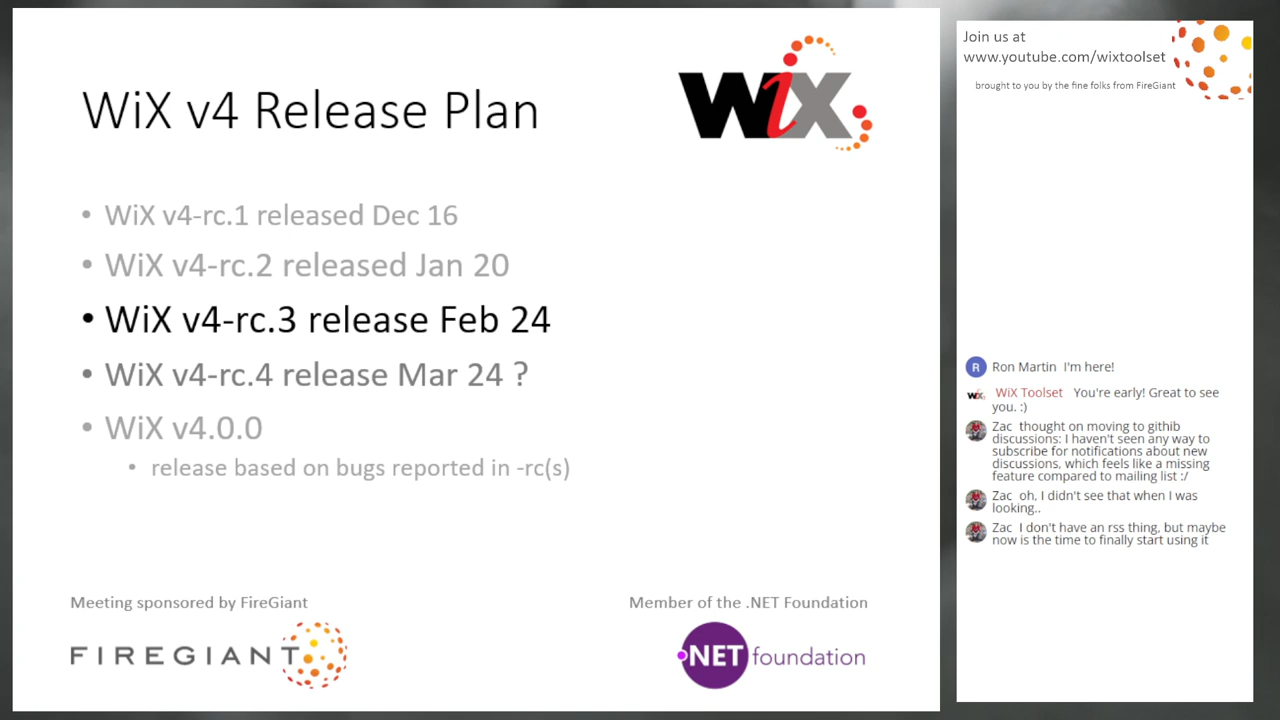 WiX v4 Release Plan
WiX
• WiX v4-rc.1 released Dec 16
• WiX v4-rc.2 released Jan 20
• WiX v4-rc.3 release Feb 24
• WiX v4-rc.4 release Mar 24 ?
• WiX v4.0.0
• release based on bugs reported in -rc(s)
Meeting sponsored by FireGiant
FIREGIANT
Member of the .NET Foundation
.NET foundation
Join us at
www.youtube.com/wixtoolset
brought to you by the fine folks from FireGiant
R Ron Martin I'm here!
WiX WiX Toolset You're early! Great to see
you. :)
Zac thought on moving to githib
discussions: I haven't seen any way to
subscribe for notifications about new
discussions, which feels like a missing
feature compared to mailing list :/
Zac oh, I didn't see that when I was
looking..
Zac I don't have an rss thing, but maybe
now is the time to finally start using it